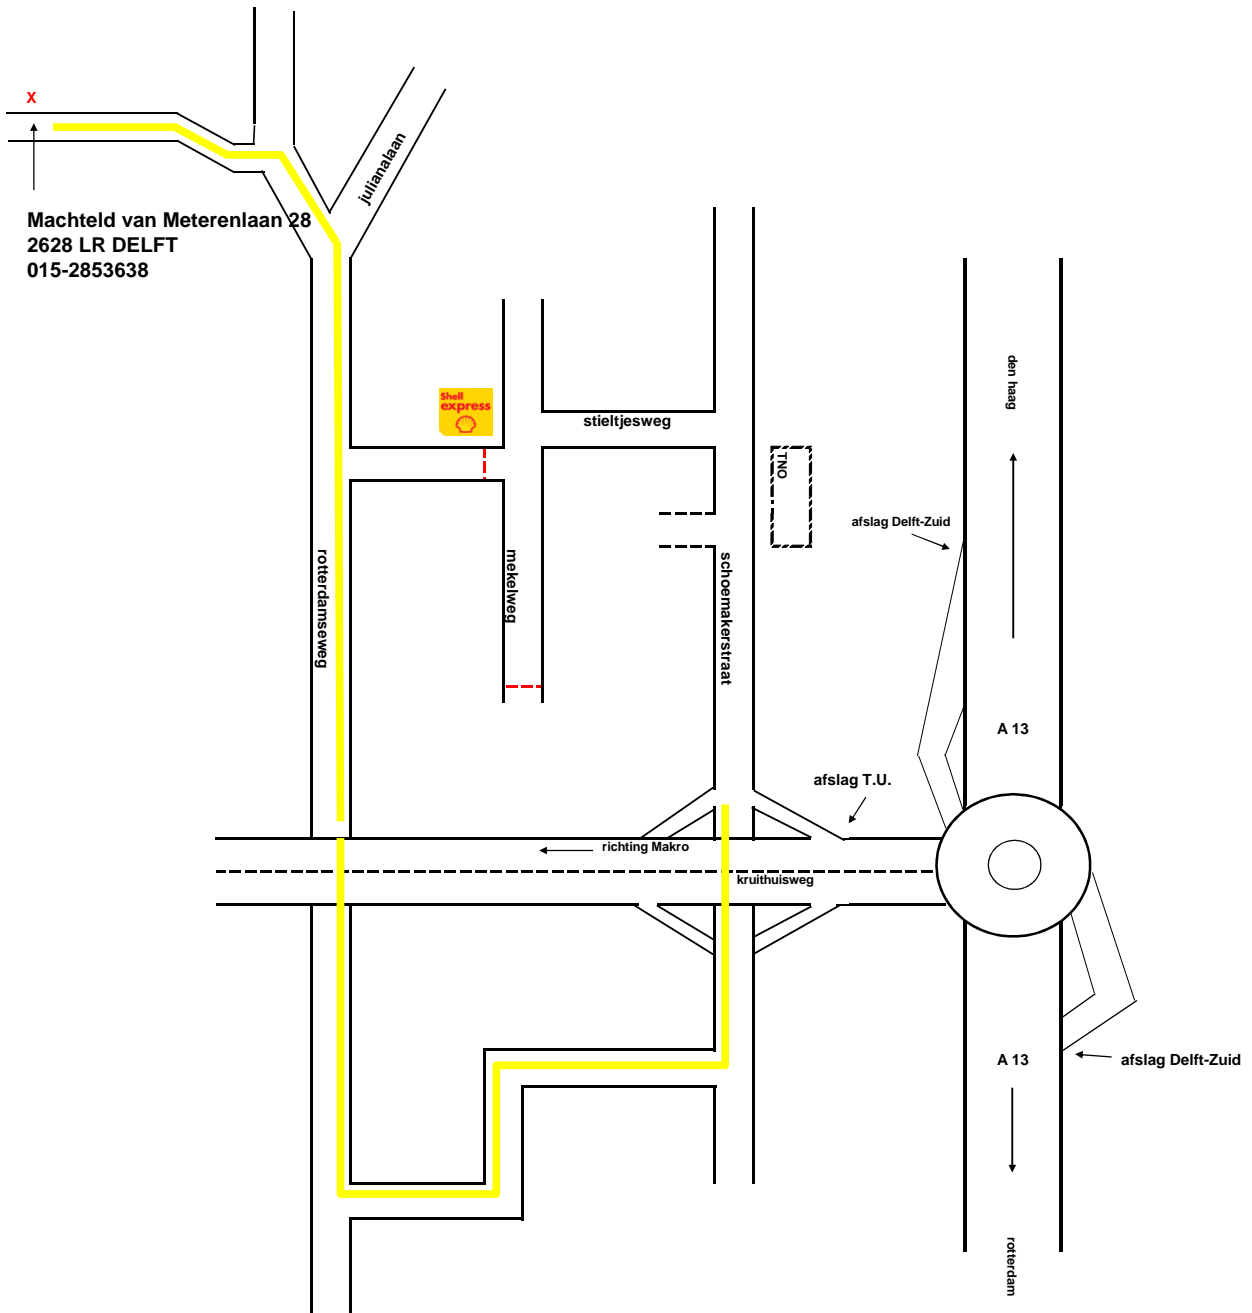 X
julianalaan
Machteld van Meterenlaan 28
2628 LR DELFT
015-2853638
den haag
Shell
express
stieltjesweg
TNO
afslag Delft-Zuid
rotterdamseweg
mekelweg
schoemakerstraat
A 13
afslag T.U.
richting Makro
kruithuisweg
A 13
afslag Delft-Zuid
rotterdam